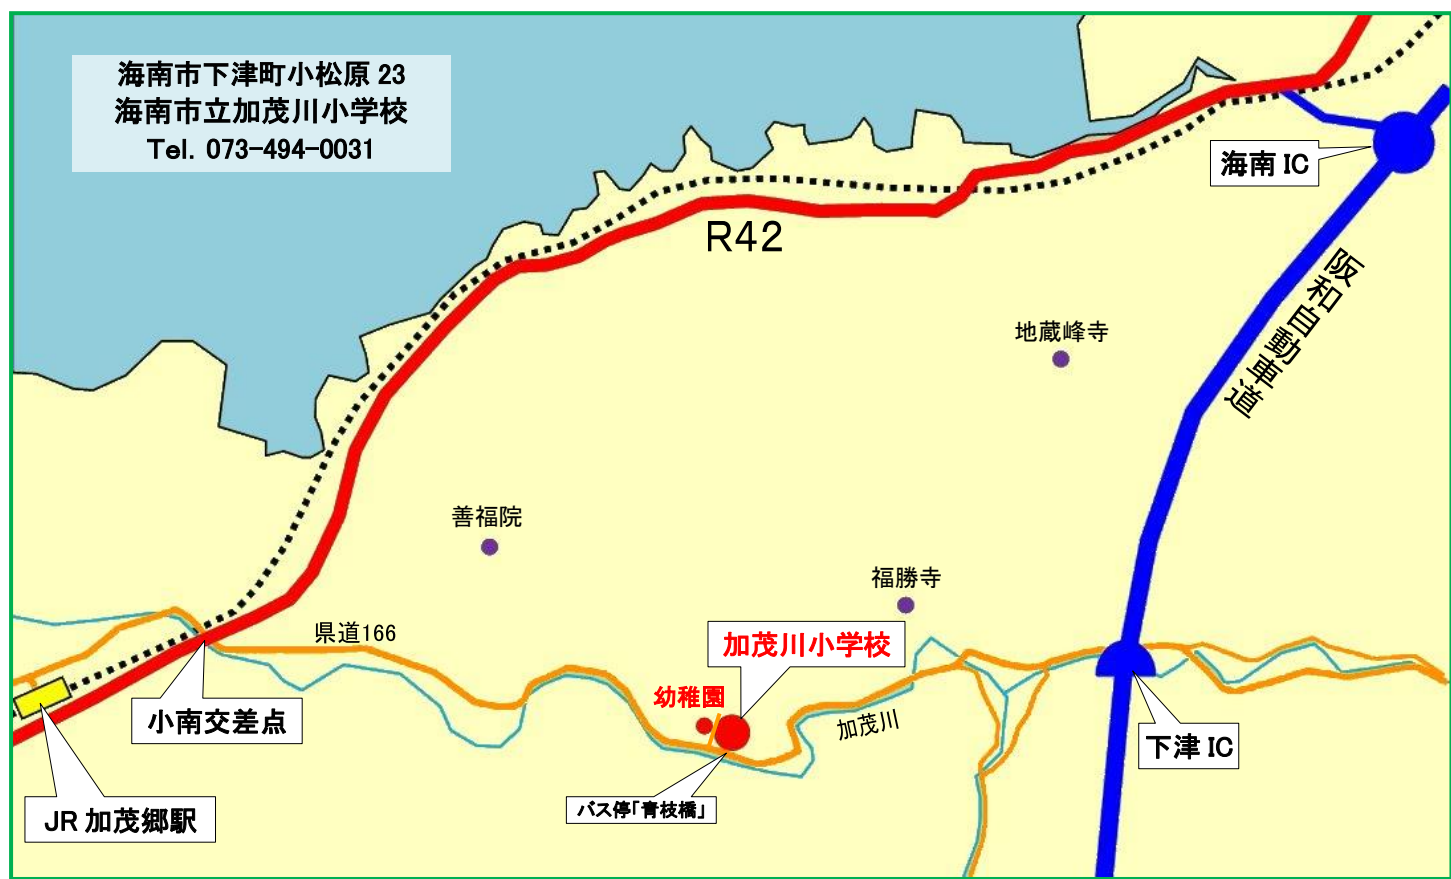 海南市下津町小松原 23
海南市立加茂川小学校
Tel. 073-494-0031
海南 IC
R42
阪和自動車道
地蔵峰寺
善福院
福勝寺
県道166
加茂川小学校
幼稚園
小南交差点
加茂川
下津 IC
バス停「青枝橋」
JR 加茂郷駅